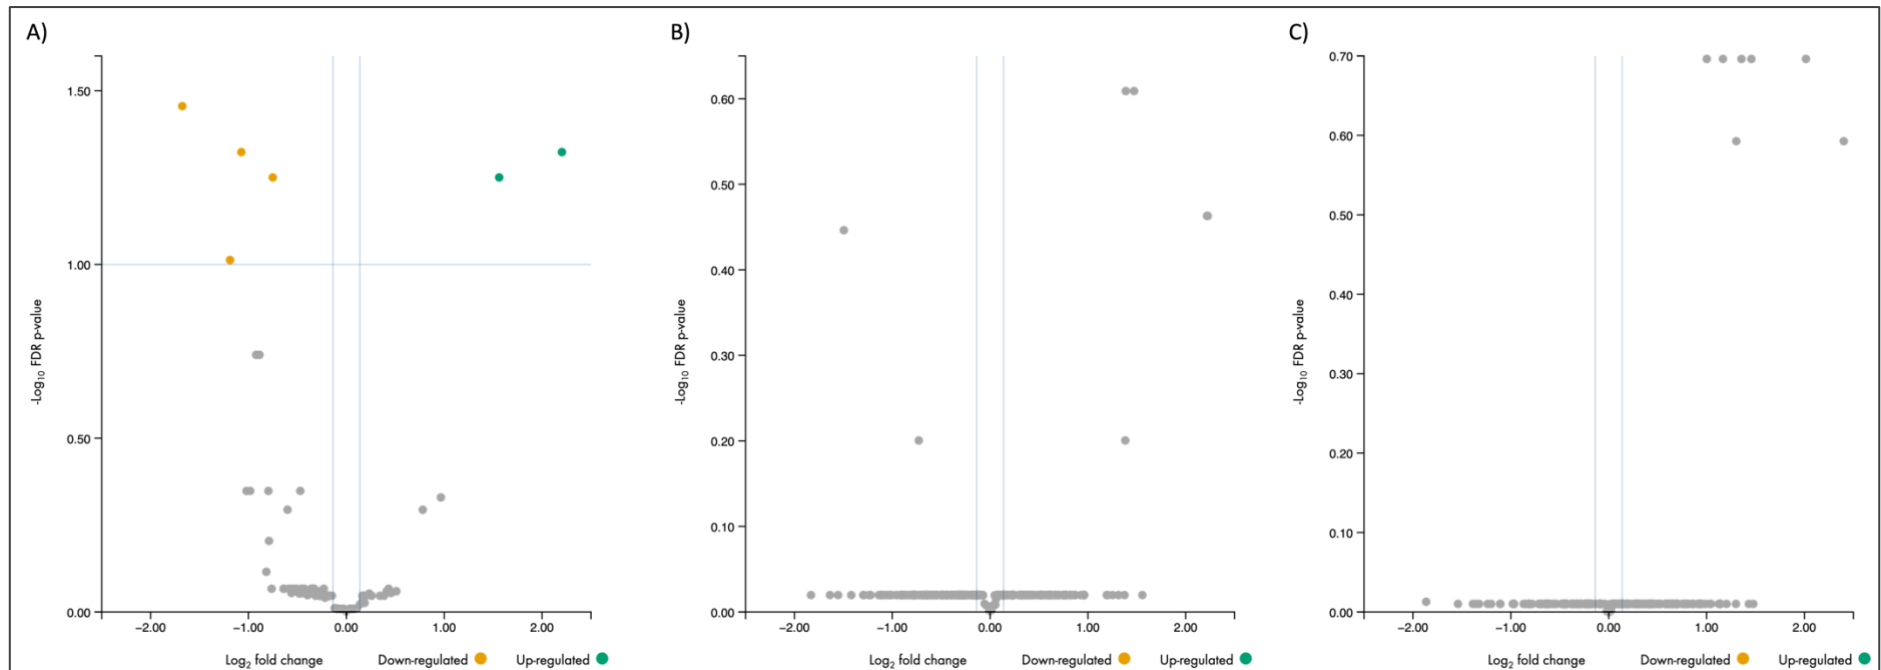 A)
1.50
1.00
0.50
0.00
-Log10 FDR p-value
−2.00 −1.00 0.00 1.00 2.00
Log2 fold change Down-regulated Up-regulated
B)
0.60
0.50
0.40
0.30
0.20
0.10
0.00
-Log10 FDR p-value
−2.00 −1.00 0.00 1.00 2.00
Log2 fold change Down-regulated Up-regulated
C)
0.70
0.60
0.50
0.40
0.30
0.20
0.10
0.00
-Log10 FDR p-value
−2.00 −1.00 0.00 1.00 2.00
Log2 fold change Down-regulated Up-regulated